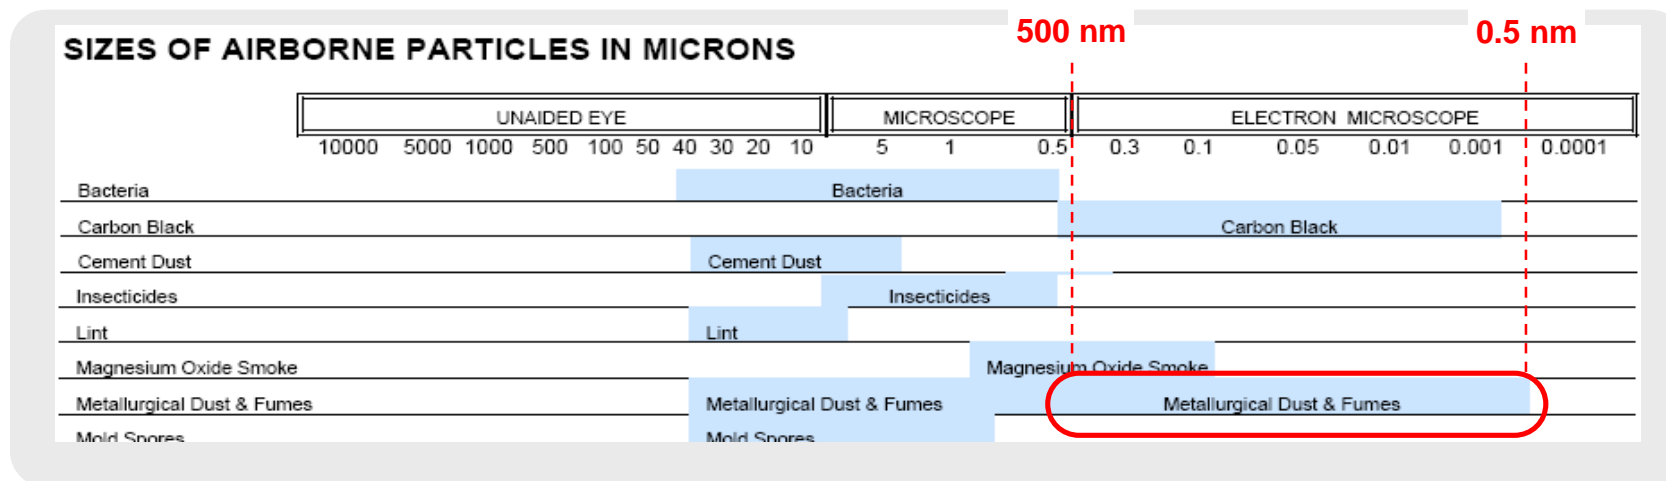 500 nm 0.5 nm
SIZES OF AIRBORNE PARTICLES IN MICRONS
UNAIDED EYE MICROSCOPE ELECTRON MICROSCOPE
10000 5000 1000 500 100 50 40 30 20 10 5 1 0.5 0.3 0.1 0.05 0.01 0.001 0.0001
Bacteria Bacteria
Carbon Black Carbon Black
Cement Dust Cement Dust
Insecticides Insecticides
Lint Lint
Magnesium Oxide Smoke Magnesium Oxide Smoke
Metallurgical Dust & Fumes Metallurgical Dust & Fumes Metallurgical Dust & Fumes
Mold Spores Mold Spores